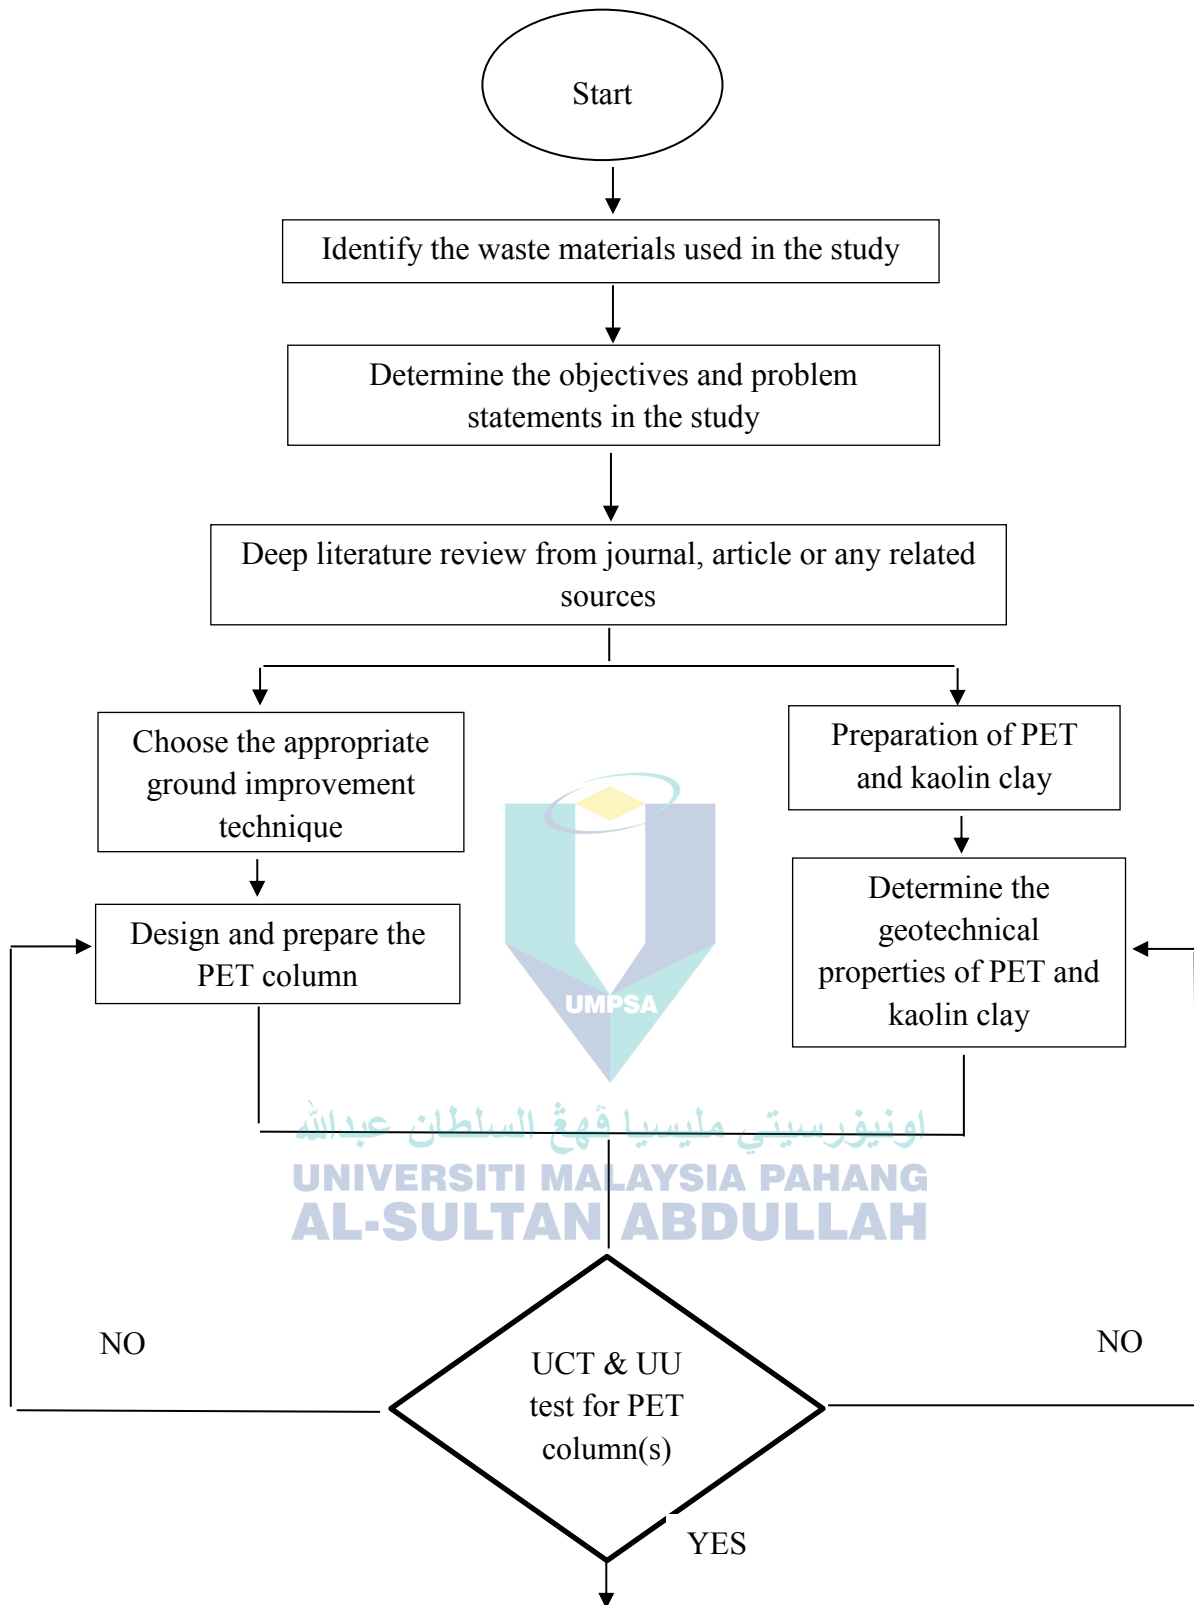 Start
Identify the waste materials used in the study
Determine the objectives and problem
statements in the study
Deep literature review from journal, article or any related
sources
Choose the appropriate
ground improvement
technique
Preparation of PET
and kaolin clay
Design and prepare the
PET column
Determine the
geotechnical
properties of PET and
kaolin clay
UMPSA
اونيۏرسيتي مليسيا ڤهڠ السلطان عبدالله
UNIVERSITI MALAYSIA PAHANG
AL-SULTAN ABDULLAH
NO
UCT & UU
test for PET
column(s)
NO
YES